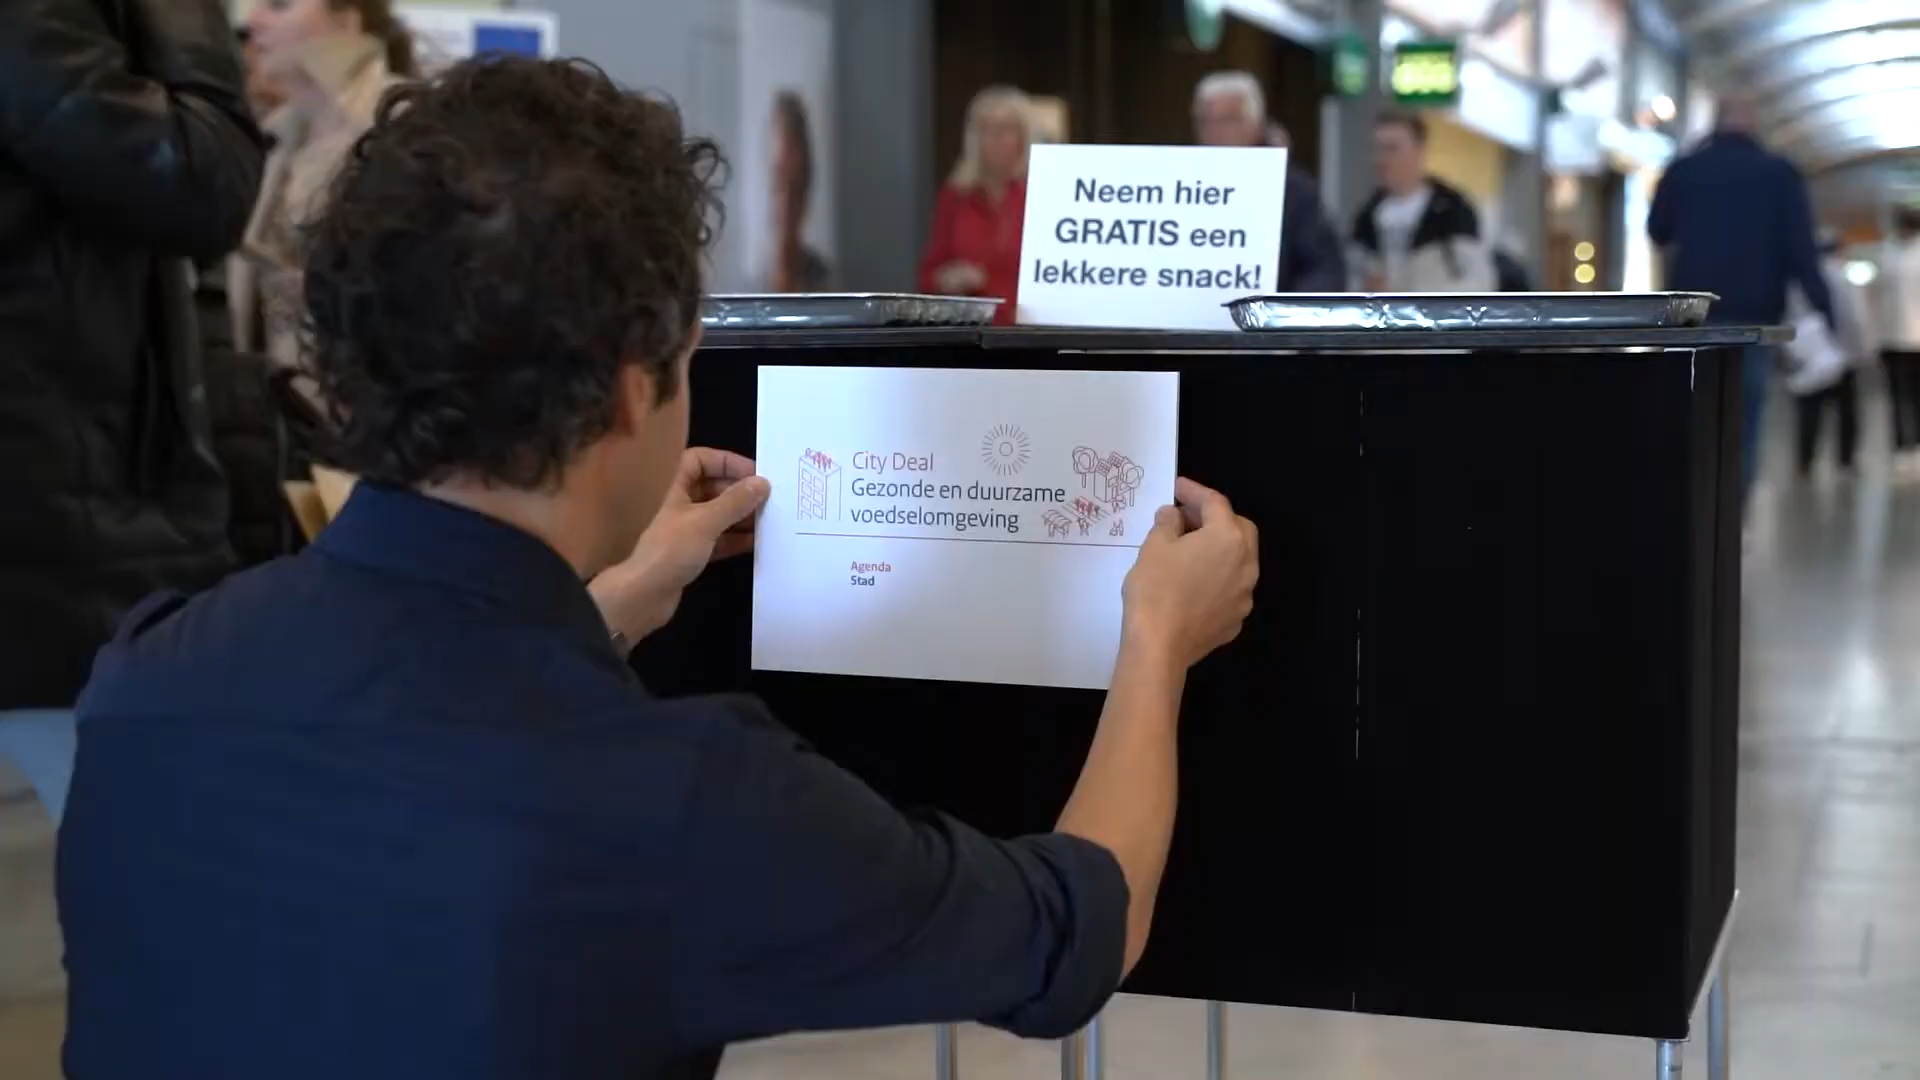 Neem hier
GRATIS een
lekkere snack!
City Deal
Gezonde en duurzame
voedselomgeving
Agenda
Stad